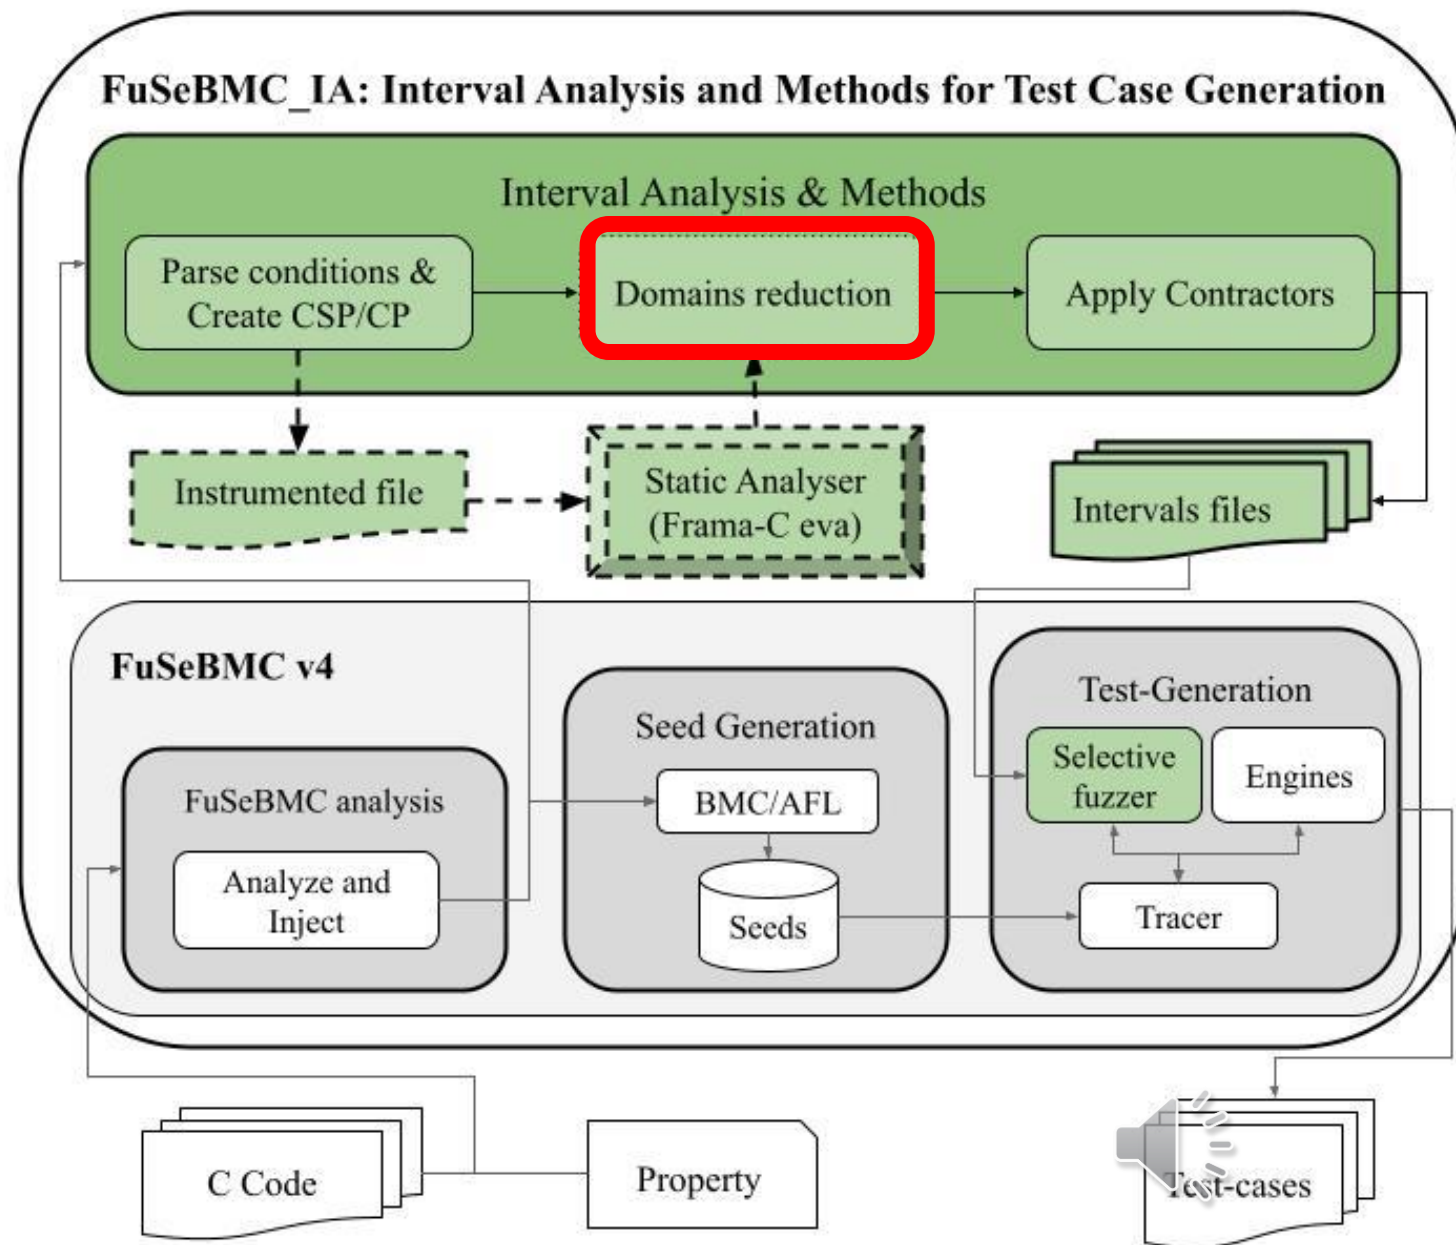 FuSeBMC_IA: Interval Analysis and Methods for Test Case Generation
Interval Analysis & Methods
Parse conditions &
Create CSP/CP
Domains reduction
Apply Contractors
Instrumented file
Static Analyser
(Frama-C eva)
Intervals files
FuSeBMC v4
FuSeBMC analysis
Analyze and
Inject
Seed Generation
BMC/AFL
Seeds
Test-Generation
Selective
fuzzer
Engines
Tracer
C Code
Property
Test-cases